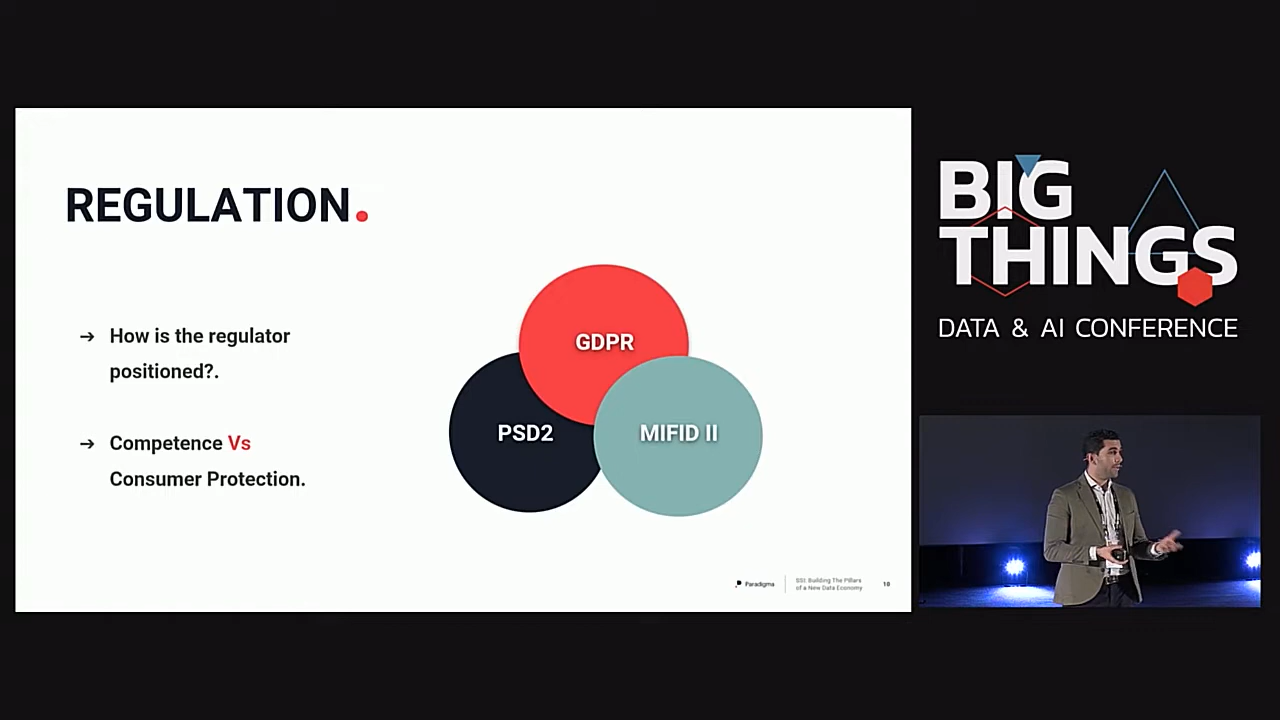 REGULATION.
➔ How is the regulator
positioned?.
➔ Competence Vs
Consumer Protection.
GDPR
PSD2
MIFID II
Paradigma
SSI: Building The Pillars
of a New Data Economy
18
BIG
THINGS
DATA & AI CONFERENCE